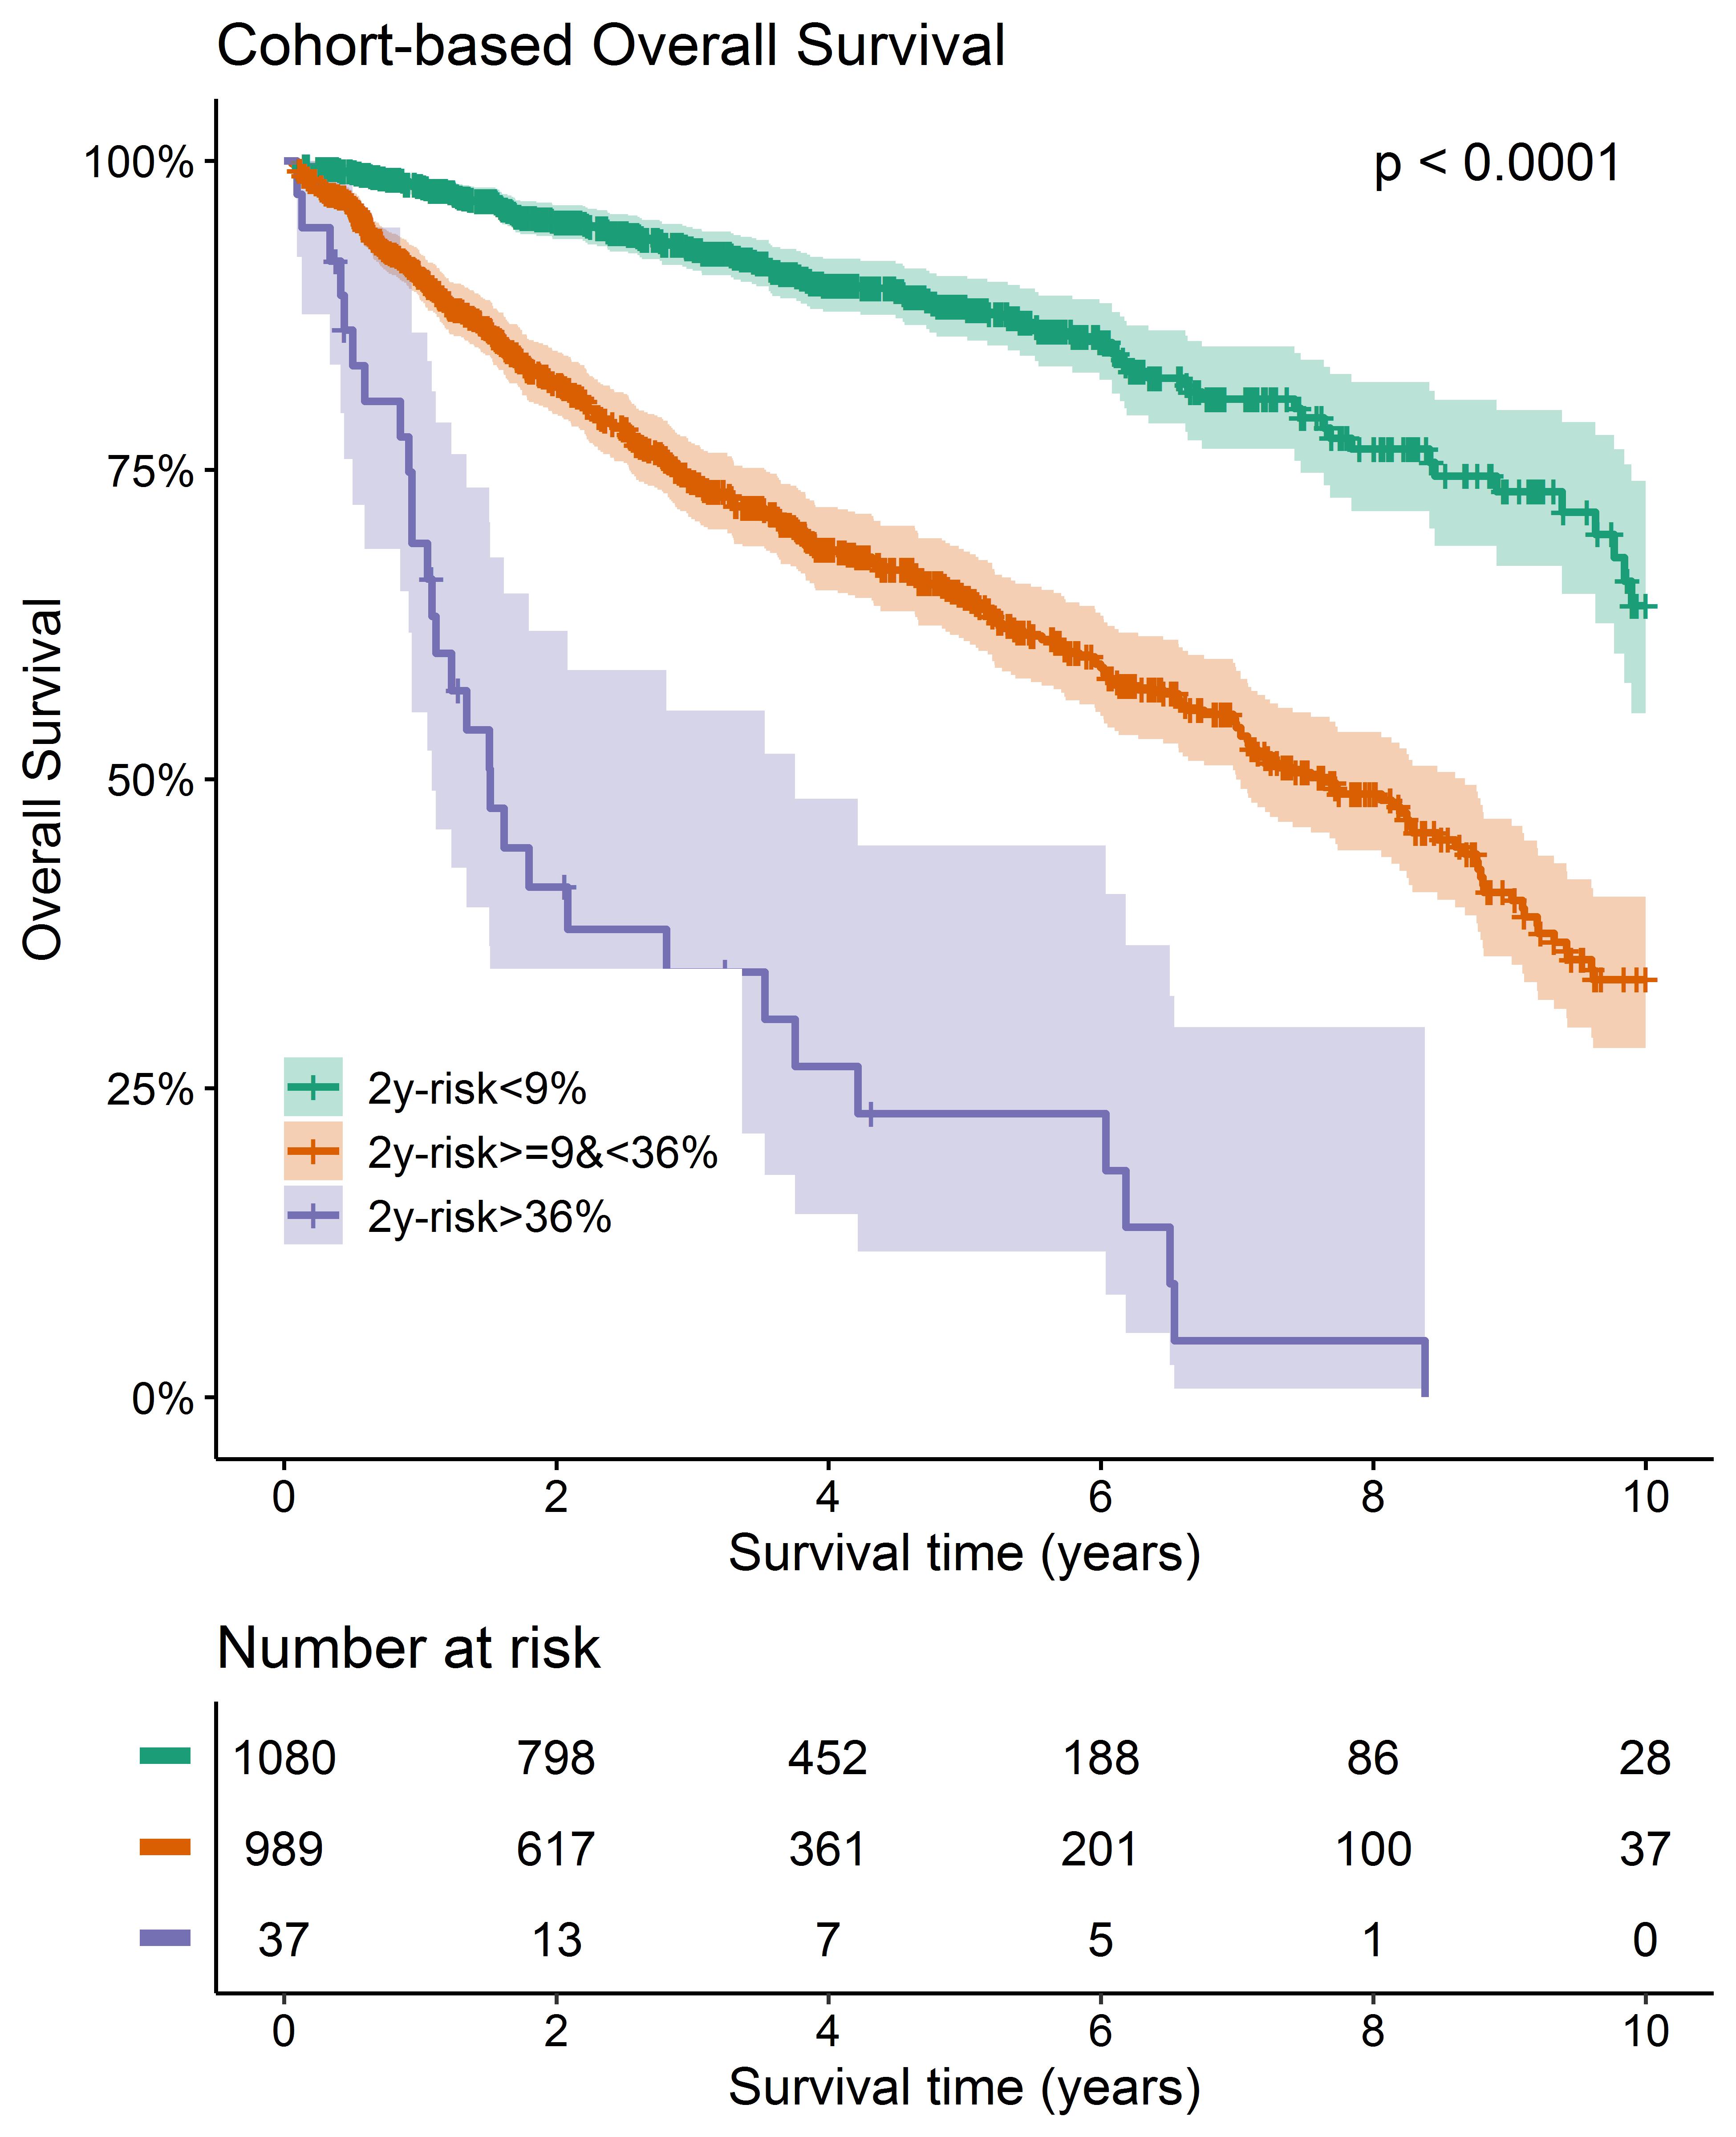 Cohort-based Overall Survival
p < 0.0001
100%
75%
50%
25%
0%
Overall Survival
2y-risk<9%
2y-risk>=9&<36%
2y-risk>36%
0 2 4 6 8 10
Survival time (years)
Number at risk
1080 798 452 188 86 28
989 617 361 201 100 37
37 13 7 5 1 0
0 2 4 6 8 10
Survival time (years)